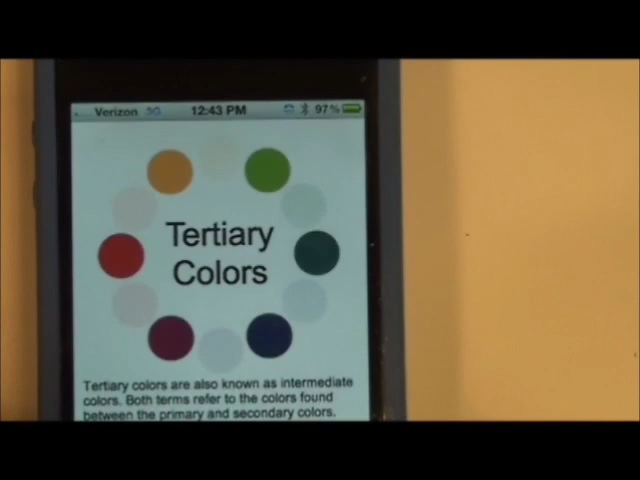 Verizon 3G 12:43 PM 97%
Tertiary
Colors
Tertiary colors are also known as intermediate
colors. Both terms refer to the colors found
between the primary and secondary colors.